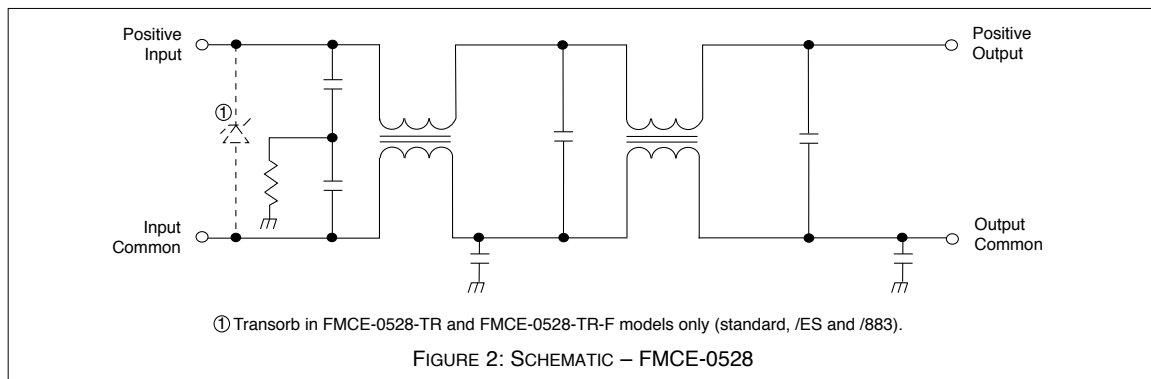 Positive
Input
Positive
Output
①
Input
Common
Output
Common
① Transorb in FMCE-0528-TR and FMCE-0528-TR-F models only (standard, /ES and /883).
FIGURE 2: SCHEMATIC – FMCE-0528